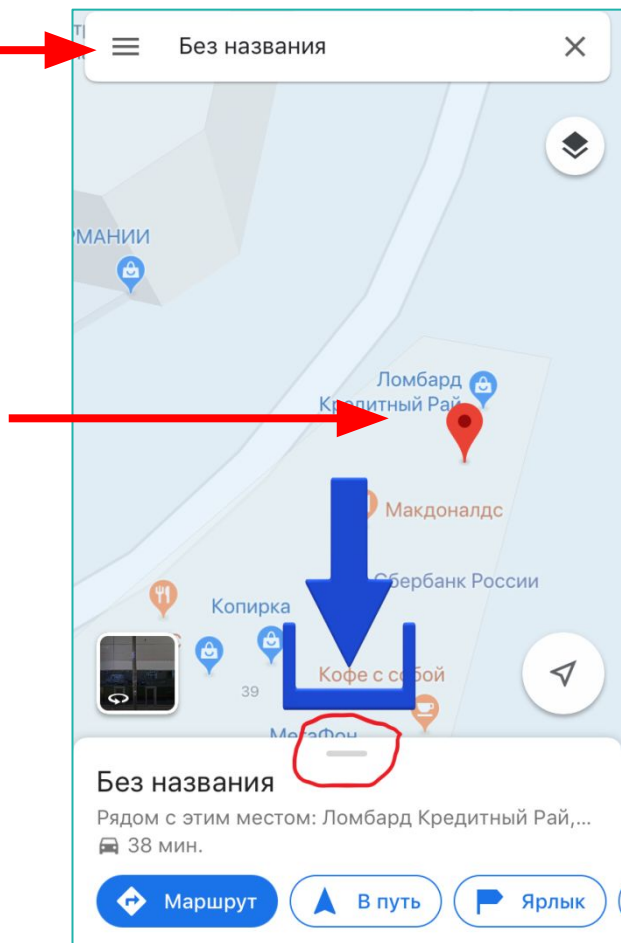 Без названия
МАНИИ
Ломбард
Кредитный Рай
Макдоналдс
Сбербанк России
Копирка
Кофе с собой
39
МегаФон
Без названия
Рядом с этим местом: Ломбард Кредитный Рай,...
38 мин.
Маршрут
В путь
Ярлык